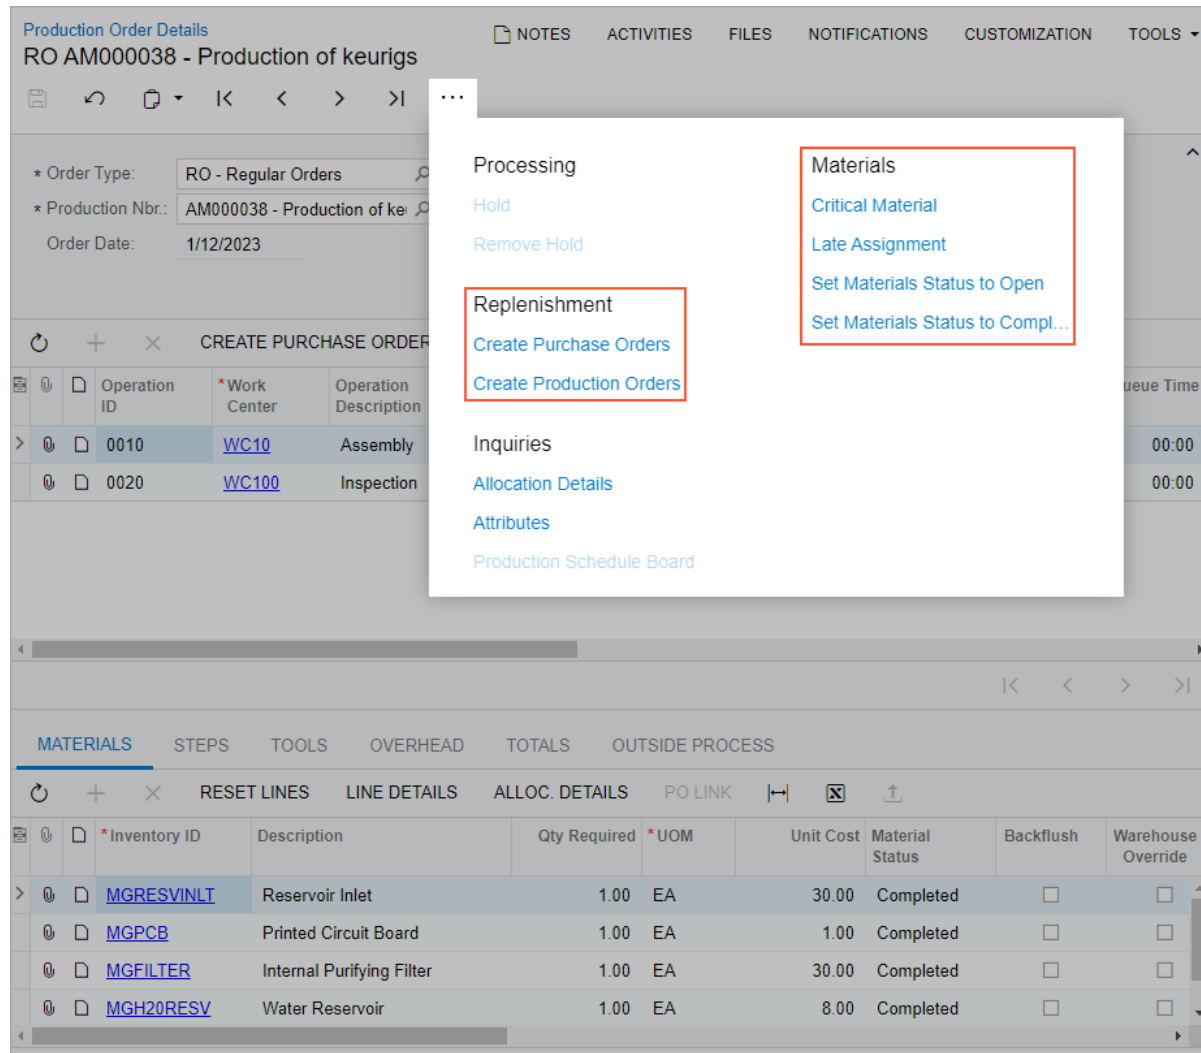 Production Order Details
RO AM000038 - Production of keurigs
NOTES ACTIVITIES FILES NOTIFICATIONS CUSTOMIZATION TOOLS
* Order Type: RO - Regular Orders
* Production Nbr.: AM000038 - Production of ke
Order Date: 1/12/2023
Processing
Hold
Remove Hold
Replenishment
Create Purchase Orders
Create Production Orders
Inquiries
Allocation Details
Attributes
Production Schedule Board
Materials
Critical Material
Late Assignment
Set Materials Status to Open
Set Materials Status to Compl...
CREATE PURCHASE ORDER
Operation ID *Work Center Operation Description ueue Time
0010 WC10 Assembly 00:00
0020 WC100 Inspection 00:00
MATERIALS STEPS TOOLS OVERHEAD TOTALS OUTSIDE PROCESS
RESET LINES LINE DETAILS ALLOC. DETAILS PO LINK
*Inventory ID Description Qty Required *UOM Unit Cost Material Status Backflush Warehouse Override
MGRESVINLT Reservoir Inlet 1.00 EA 30.00 Completed
MGPCB Printed Circuit Board 1.00 EA 1.00 Completed
MGFILTER Internal Purifying Filter 1.00 EA 30.00 Completed
MGH20RESV Water Reservoir 1.00 EA 8.00 Completed